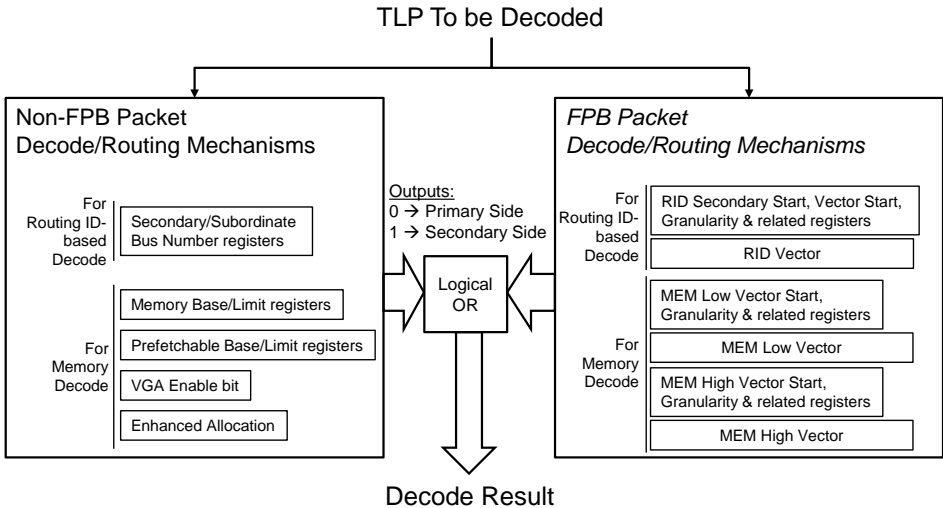 TLP To be Decoded
Non-FPB Packet
Decode/Routing Mechanisms
For
Routing ID-
based
Decode
Secondary/Subordinate
Bus Number registers
For
Memory
Decode
Memory Base/Limit registers
Prefetchable Base/Limit registers
VGA Enable bit
Enhanced Allocation
Outputs:
0 → Primary Side
1 → Secondary Side
Logical
OR
FPB Packet
Decode/Routing Mechanisms
For
Routing ID-
based
Decode
RID Secondary Start, Vector Start,
Granularity & related registers
RID Vector
For
Memory
Decode
MEM Low Vector Start,
Granularity & related registers
MEM Low Vector
MEM High Vector Start,
Granularity & related registers
MEM High Vector
Decode Result